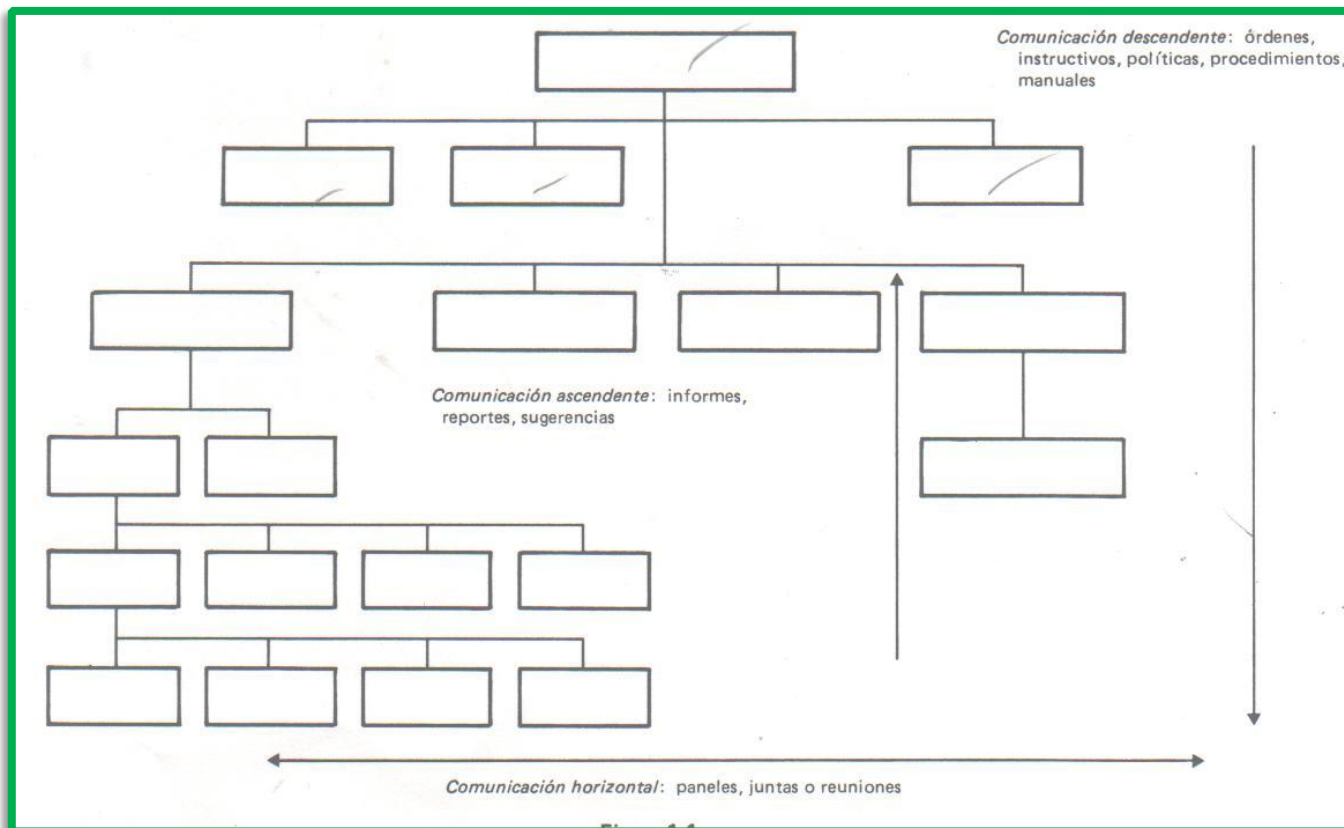 Comunicación descendente: órdenes,
instructivos, políticas, procedimientos,
manuales
Comunicación ascendente: informes,
reportes, sugerencias
Comunicación horizontal: paneles, juntas o reuniones